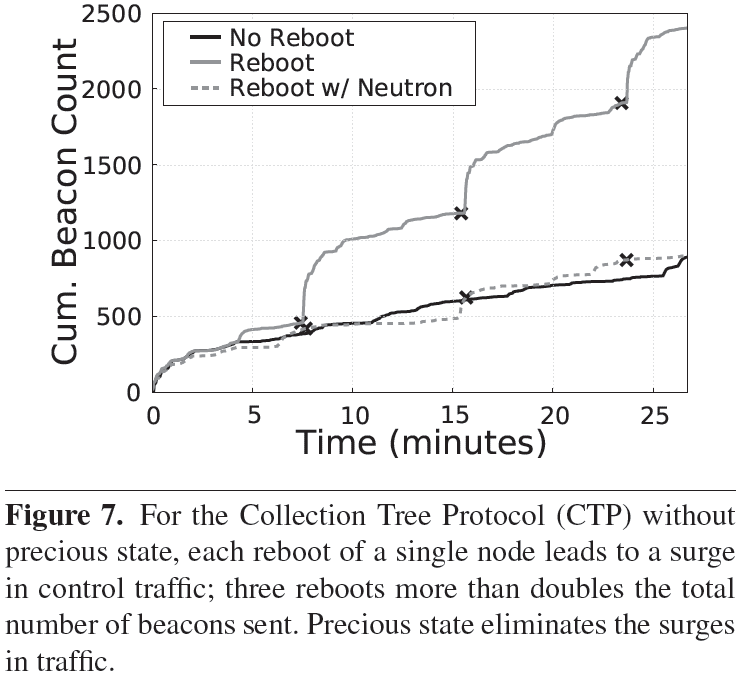 2500
2000
1500
1000
500
0
Cum. Beacon Count
No Reboot
Reboot
Reboot w/ Neutron
0 5 10 15 20 25
Time (minutes)
Figure 7. For the Collection Tree Protocol (CTP) without
precious state, each reboot of a single node leads to a surge
in control traffic; three reboots more than doubles the total
number of beacons sent. Precious state eliminates the surges
in traffic.